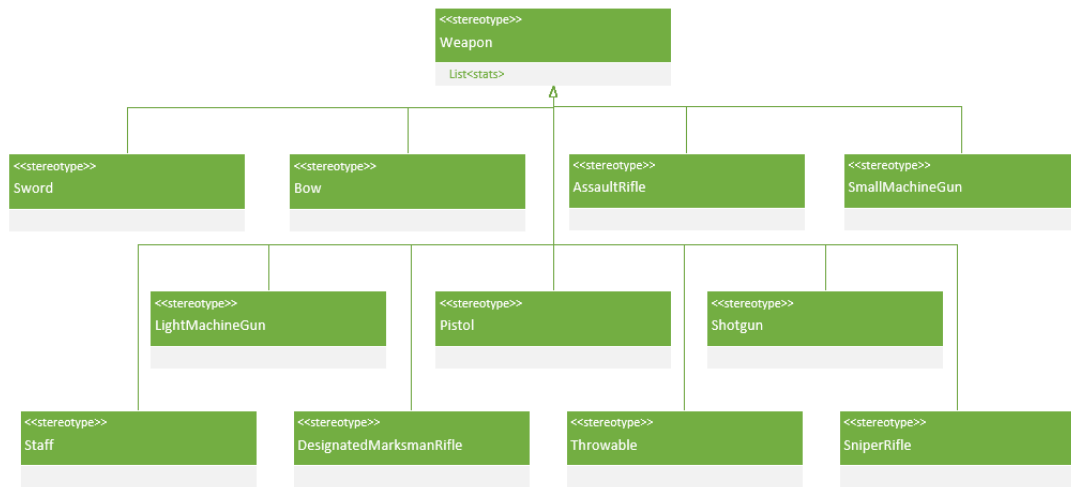 <<stereotype>>
Weapon
List<stats>
<<stereotype>>
Sword
<<stereotype>>
Bow
<<stereotype>>
AssaultRifle
<<stereotype>>
SmallMachineGun
<<stereotype>>
LightMachineGun
<<stereotype>>
Pistol
<<stereotype>>
Shotgun
<<stereotype>>
Staff
<<stereotype>>
DesignatedMarksmanRifle
<<stereotype>>
Throwable
<<stereotype>>
SniperRifle